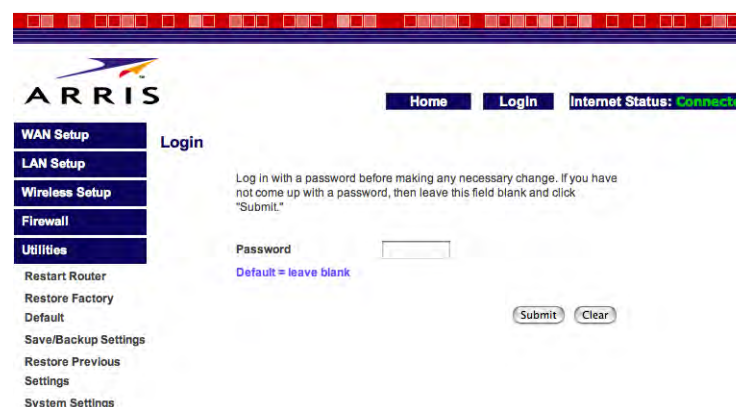 ARRIS
Home
Login
Internet Status:
WAN Setup
LAN Setup
Wireless Setup
Firewall
Utilities
Restart Router
Restore Factory
Default
Save/Backup Settings
Restore Previous
Settings
System Settings
Login
Log in with a password before making any necessary change. If you have
not come up with a password, then leave this field blank and click
"Submit."
Password
Default = leave blank
Submit
Clear